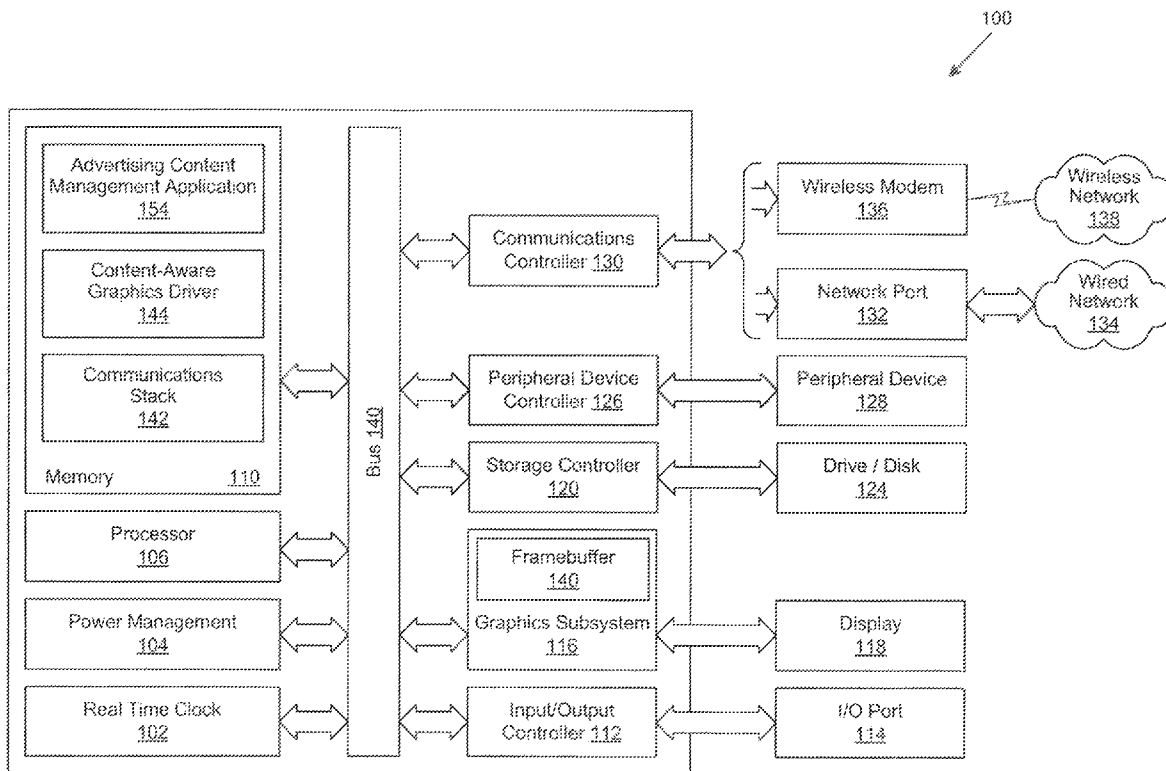 100
Advertising Content
Management Application
154
Content-Aware
Graphics Driver
144
Communications
Stack
142
Memory 110
Processor
106
Power Management
104
Real Time Clock
102
Bus 140
Communications
Controller 130
Peripheral Device
Controller 126
Storage Controller
120
Framebuffer
140
Graphics Subsystem
116
Input/Output
Controller 112
Wireless Modem
136
Network Port
132
Peripheral Device
128
Drive / Disk
124
Display
118
I/O Port
114
Wireless
Network
138
Wired
Network
134